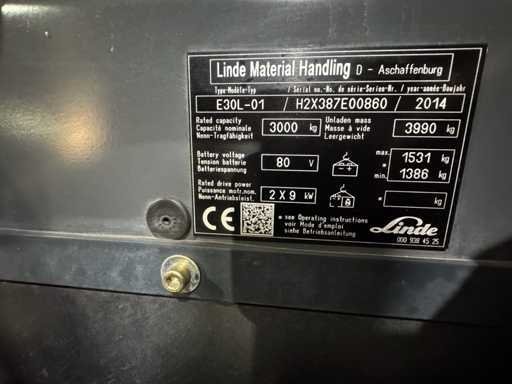 Linde Material Handling D - Aschaffenburg
Type-Modèle-Typ / Serial no.-No. de série-Serien-Nr. / year-année-Baujahr
E30L-01 / H2X387E00860 / 2014
Rated capacity
Capacité nominale
Nenn-Tragfähigkeit
3000 kg
Unladen mass
Masse à vide
Leergewicht
3990 kg
Battery voltage
Tension batterie
Batteriespannung
80 V
max. 1531 kg
*
min. 1386 kg
Rated drive power
Puissance motr.nom.
Nenn-Antriebsleist.
2 X 9 kW
* kg
CE
* see Operating instructions
voir Mode d'emploi
siehe Betriebsanleitung
Linde
000 938 45 25